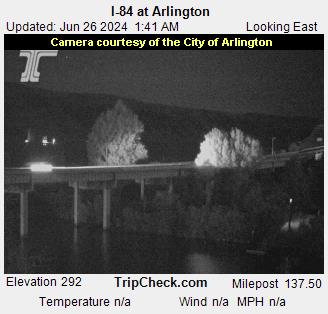 I-84 at Arlington
Updated: Jun 26 2024 1:41 AM Looking East
Camera courtesy of the City of Arlington
Elevation 292 TripCheck.com Milepost 137.50
Temperature n/a Wind n/a MPH n/a